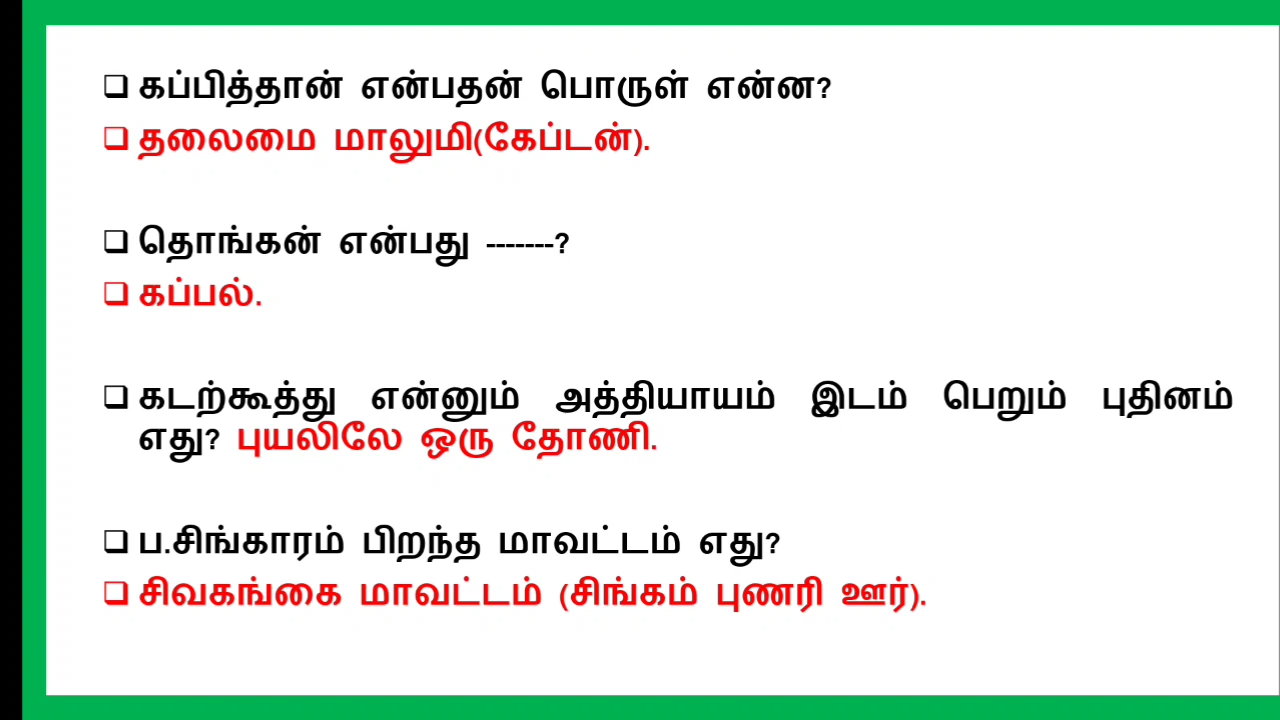 கப்பித்தான் என்பதன் பொருள் என்ன?
தலைமை மாலுமி(கேப்டன்).
தொங்கன் என்பது -------?
கப்பல்.
கடற்கூத்து என்னும் அத்தியாயம் இடம் பெறும் புதினம்
எது? புயலிலே ஒரு தோணி.
ப.சிங்காரம் பிறந்த மாவட்டம் எது?
சிவகங்கை மாவட்டம் (சிங்கம் புணரி ஊர்).